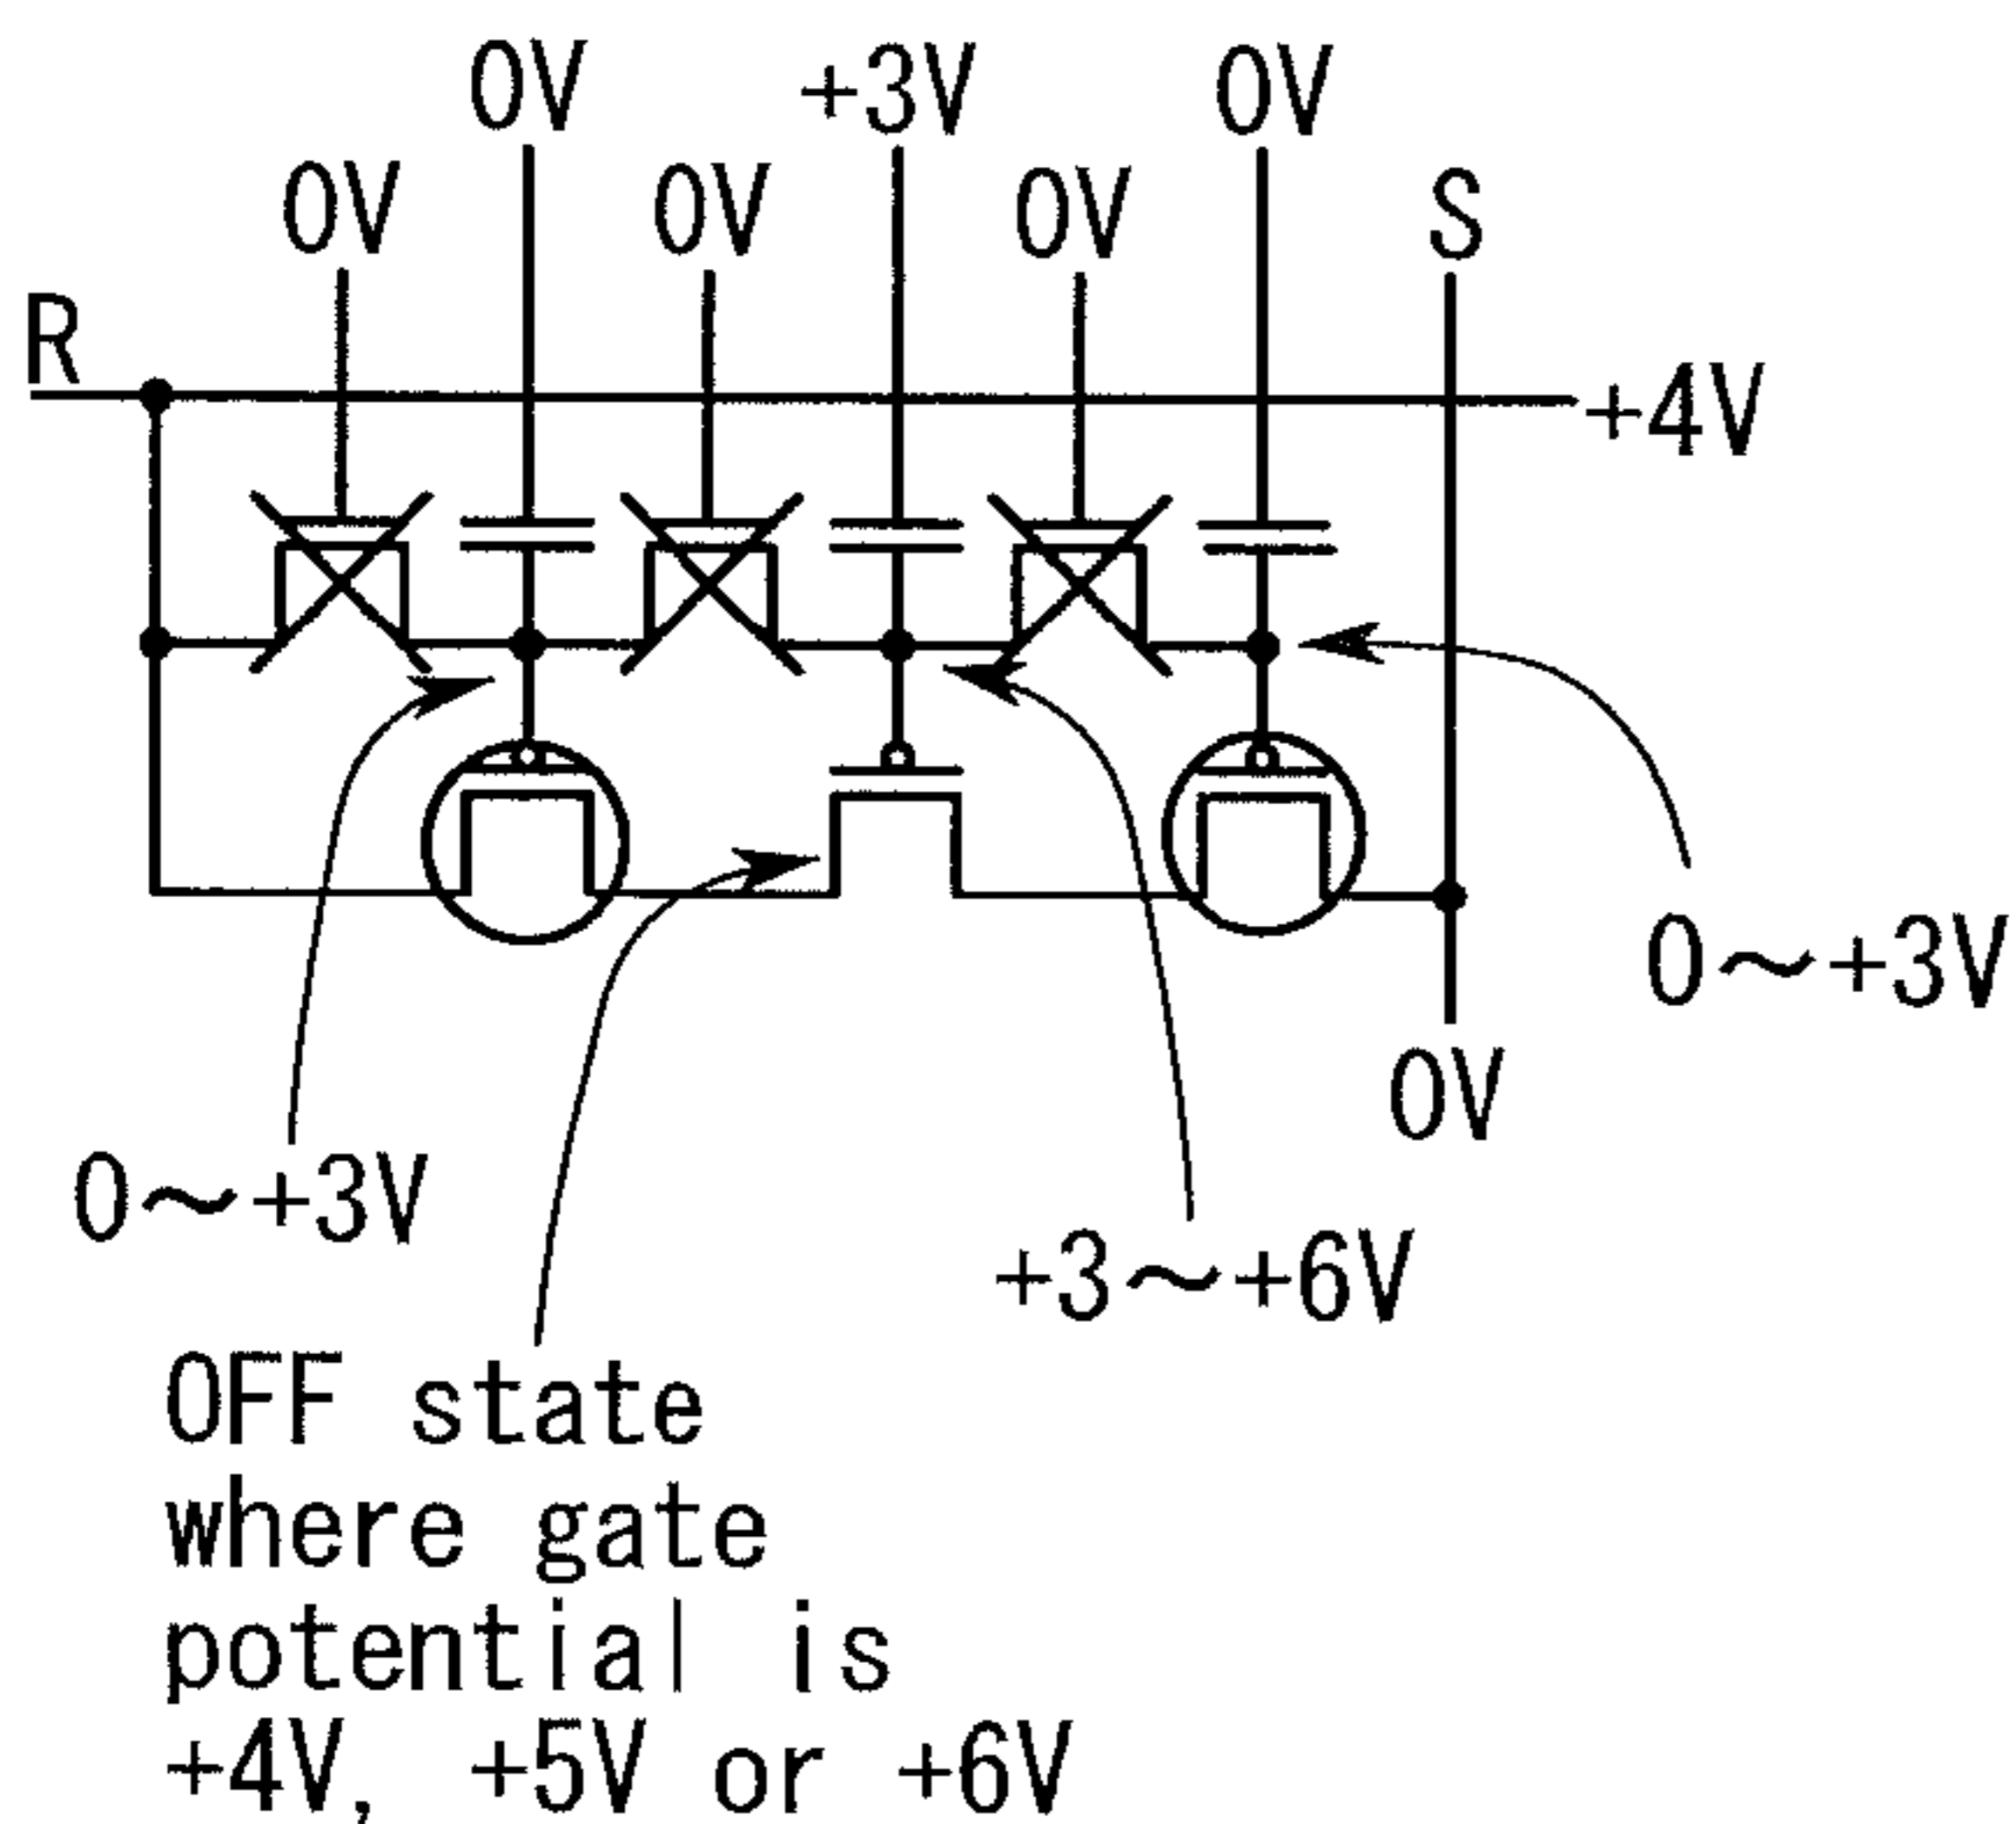 0V +3V 0V
0V 0V 0V S
R
+4V
0～+3V
0V
0～+3V
+3～+6V
OFF state
where gate
potential is
+4V, +5V or +6V